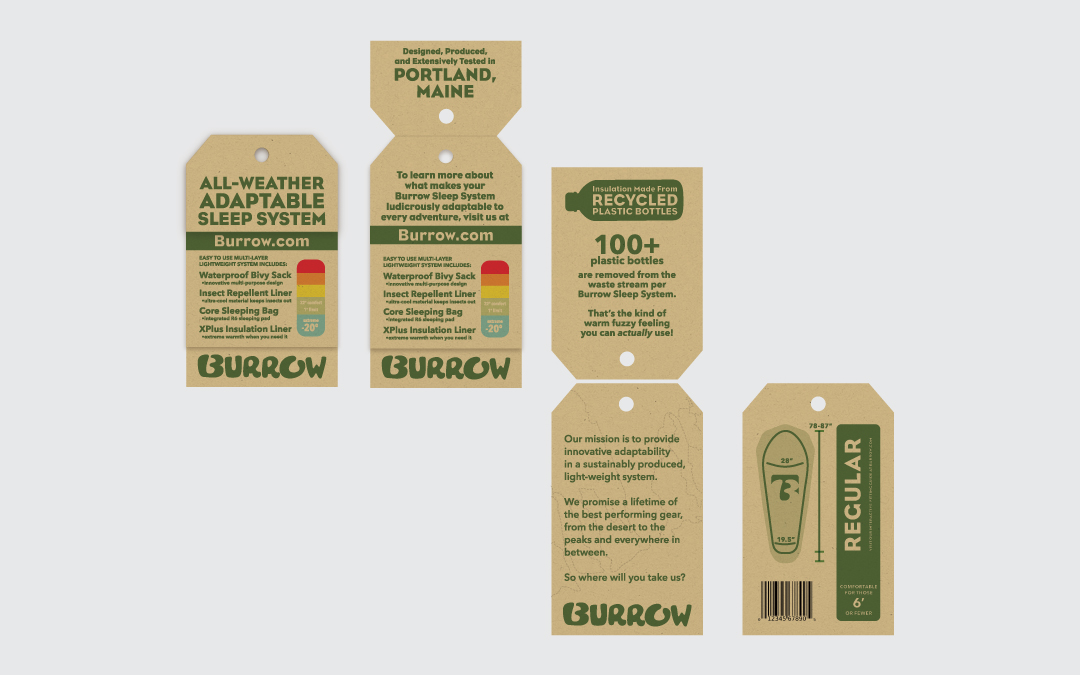 ALL-WEATHER
ADAPTABLE
SLEEP SYSTEM
Burrow.com
EASY TO USE MULTI-LAYER
LIGHTWEIGHT SYSTEM INCLUDES:
Waterproof Bivy Sack
•innovative multi-purpose design
Insect Repellent Liner
•ultra-cool material keeps insects out
Core Sleeping Bag
•integrated R5 sleeping pad
XPlus Insulation Liner
•extreme warmth when you need it
-20°
BURROW
Designed, Produced,
and Extensively Tested in
PORTLAND,
MAINE
To learn more about
what makes your
Burrow Sleep System
ludicrously adaptable to
every adventure, visit us at
Burrow.com
EASY TO USE MULTI-LAYER
LIGHTWEIGHT SYSTEM INCLUDES:
Waterproof Bivy Sack
•innovative multi-purpose design
Insect Repellent Liner
•ultra-cool material keeps insects out
Core Sleeping Bag
•integrated R5 sleeping pad
XPlus Insulation Liner
•extreme warmth when you need it
-20°
BURROW
Insulation Made From
RECYCLED
PLASTIC BOTTLES
100+
plastic bottles
are removed from the
waste stream per
Burrow Sleep System.
That's the kind of
warm fuzzy feeling
you can actually use!
Our mission is to provide
innovative adaptability
in a sustainably produced,
light-weight system.
We promise a lifetime of
the best performing gear,
from the desert to the
peaks and everywhere in
between.
So where will you take us?
BURROW
78-87"
28"
19.5"
REGULAR
COMFORTABLE
FOR THOSE
6'
OR FEWER
12345 67890